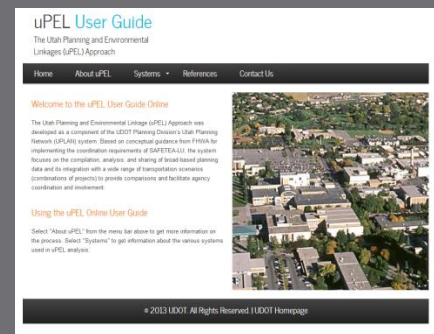 uPEL User Guide
The Utah Planning and Environmental
Linkages (uPEL) Approach
Home About uPEL Systems References Contact Us
Welcome to the uPEL User Guide Online
The Utah Planning and Environmental Linkage (uPEL) Approach was
developed as a component of the UDOT Planning Division's Utah Planning
Network (UPLAN) system. Based on conceptual guidance from FHWA for
implementing the coordination requirements of SAFETEA-LU, the system
focuses on the compilation, analysis, and sharing of broad-based planning
data and its integration with a wide range of transportation scenarios
(combinations of projects) to provide comparisons and facilitate agency
coordination and involvement.
Using the uPEL Online User Guide
Select "About uPEL" from the menu bar above to get more information on
the process. Select "Systems" to get information about the various systems
used in uPEL analysis.
© 2013 UDOT. All Rights Reserved. | UDOT Homepage